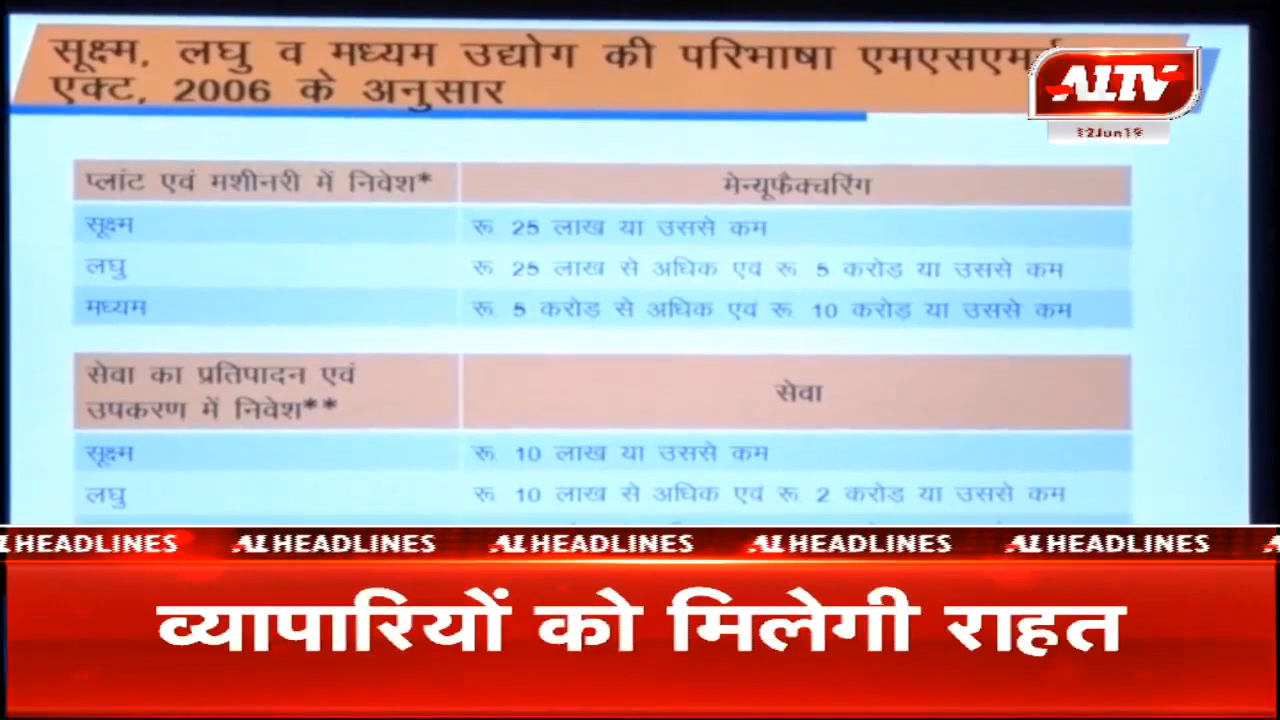 सूक्ष्म, लघु व मध्यम उद्योग की परिभाषा
एक्ट, 2006 के अनुसार
ALTV
12Jun19
प्लांट एवं मशीनरी में निवेश* मेन्यूफैक्चरिंग
सूक्ष्म रू. 25 लाख या उससे कम
लघु रू. 25 लाख से अधिक एवं रू. 5 करोड़ या उससे कम
मध्यम रू. 5 करोड़ से अधिक एवं रू. 10 करोड़ या उससे कम
सेवा का प्रतिपादन एवं
उपकरण में निवेश** सेवा
सूक्ष्म रू. 10 लाख या उससे कम
लघु रू. 10 लाख से अधिक एवं रू. 2 करोड़ या उससे कम
HEADLINES AL HEADLINES AL HEADLINES AL HEADLINES AL HEADLINES
व्यापारियों को मिलेगी राहत